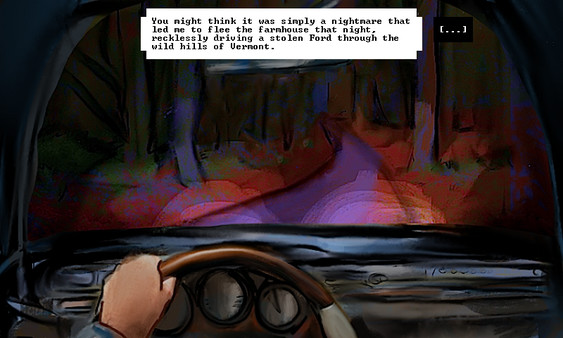 You might think it was simply a nightmare that
led me to flee the farmhouse that night,
recklessly driving a stolen Ford through the
wild hills of Vermont.
[...]